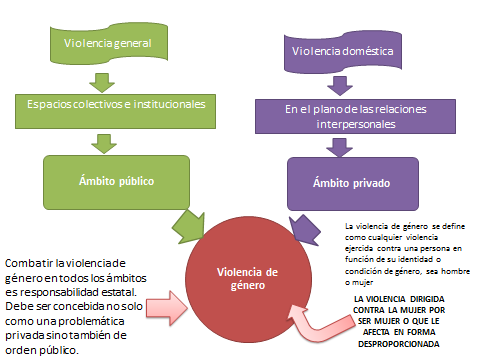 Violencia general
Violencia doméstica
Espacios colectivos e institucionales
En el plano de las relaciones
interpersonales
Ámbito público
Ámbito privado
Violencia de
género
La violencia de género se define
como cualquier violencia
ejercida contra una persona en
función de su identidad o
condición de género, sea hombre
o mujer
Combatir la violencia de
género en todos los ámbitos
es responsabilidad estatal.
Debe ser concebida no solo
como una problemática
privada sino también de
orden público.
LA VIOLENCIA DIRIGIDA
CONTRA LA MUJER POR
SER MUJER O QUE LE
AFECTA EN FORMA
DESPROPORCIONADA